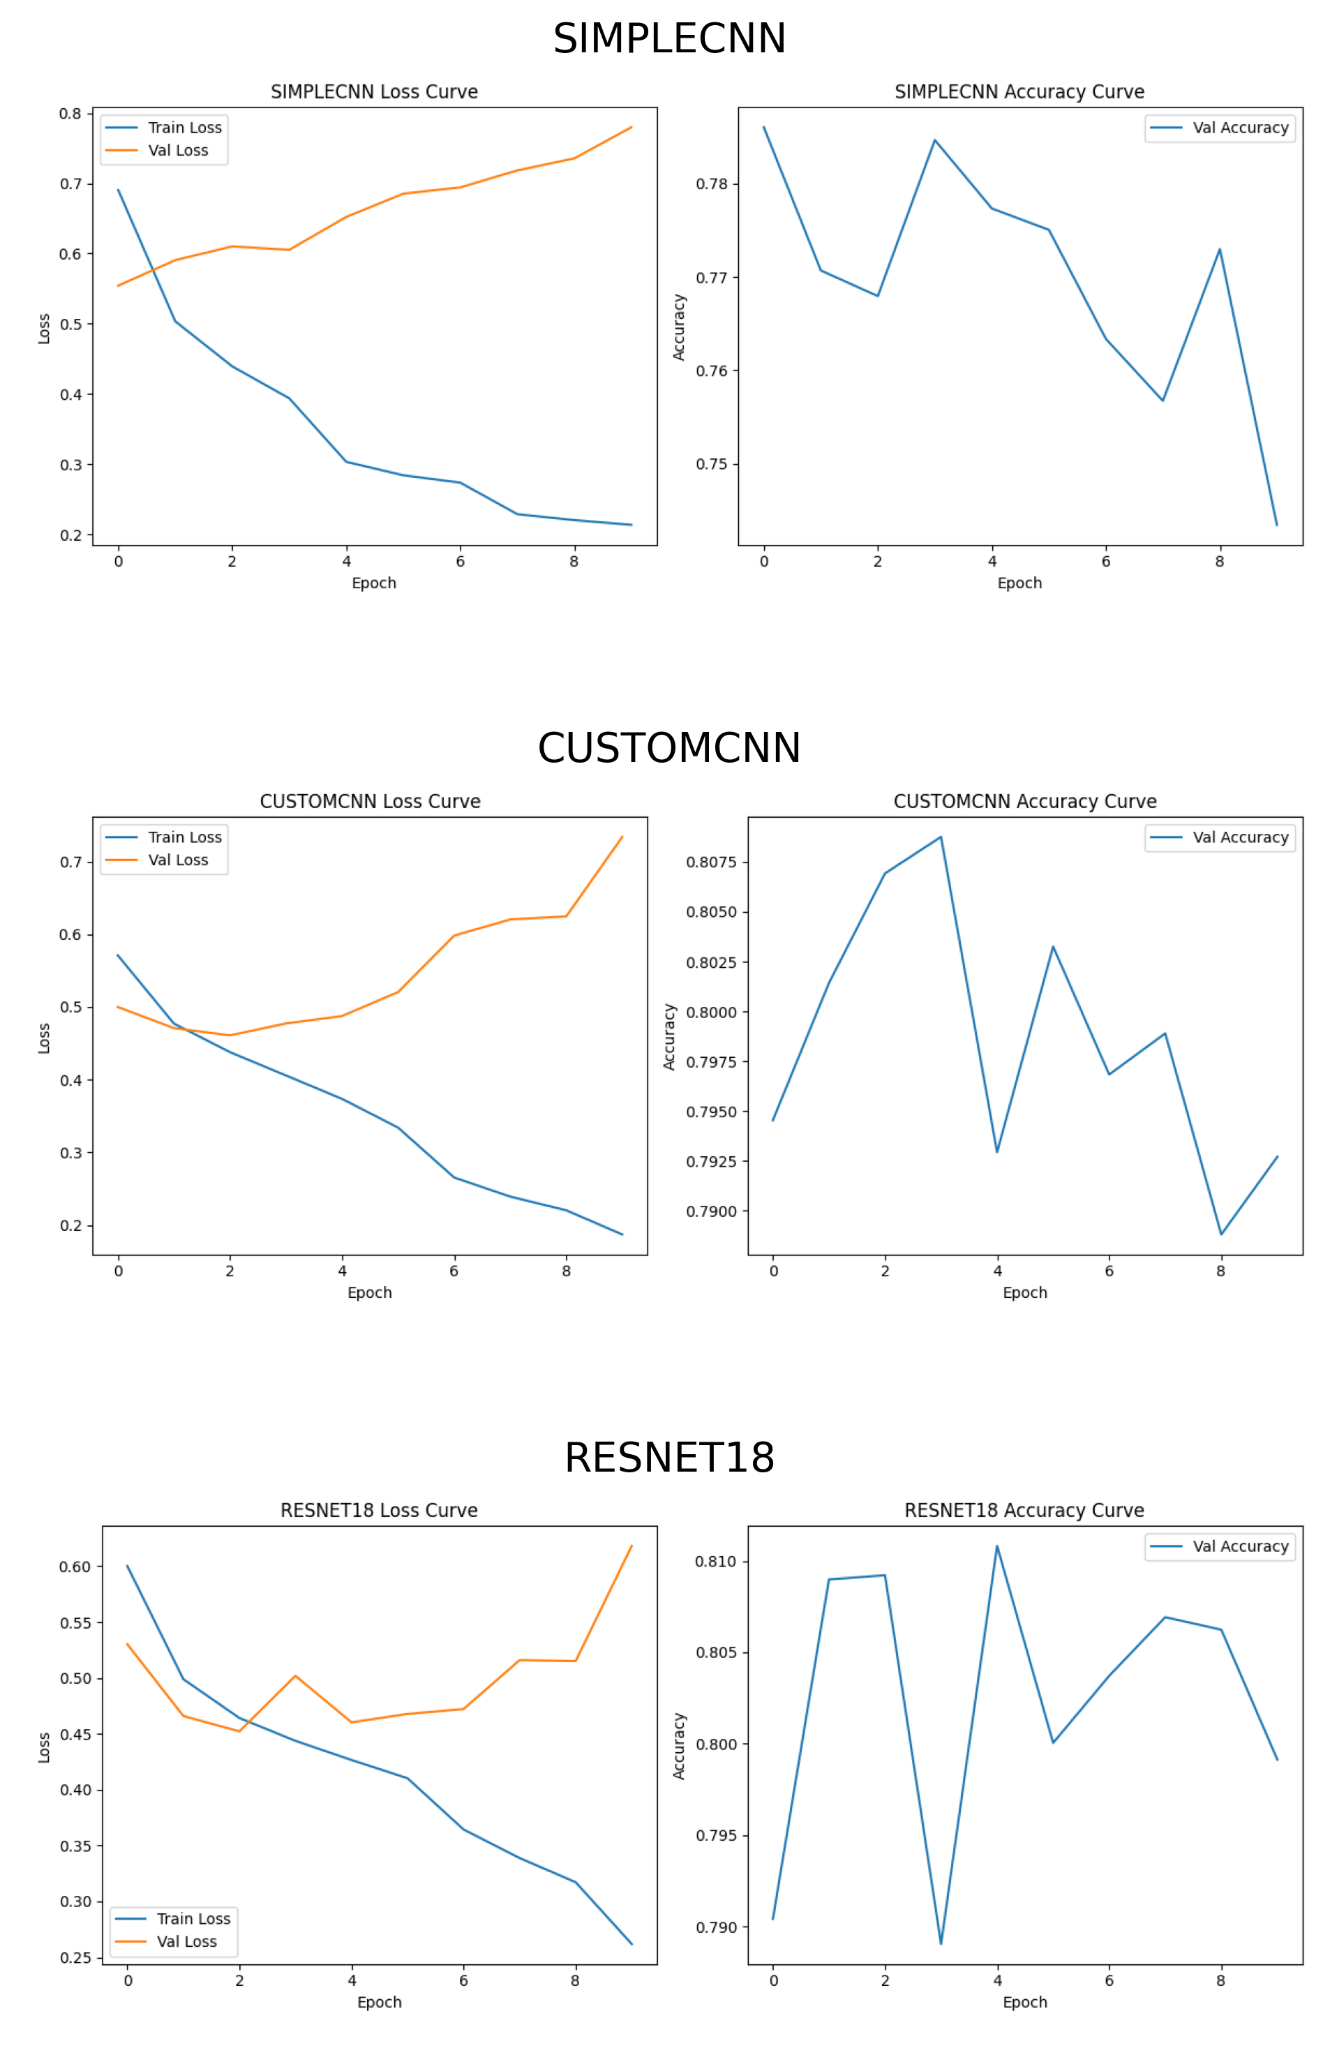 SIMPLECNN
SIMPLECNN Loss Curve
Train Loss
Val Loss
0.8
0.7
0.6
0.5
0.4
0.3
0.2
Loss
0 2 4 6 8
Epoch
SIMPLECNN Accuracy Curve
Val Accuracy
0.78
0.77
0.76
0.75
Accuracy
0 2 4 6 8
Epoch
CUSTOMCNN
CUSTOMCNN Loss Curve
Train Loss
Val Loss
0.7
0.6
0.5
0.4
0.3
0.2
Loss
0 2 4 6 8
Epoch
CUSTOMCNN Accuracy Curve
Val Accuracy
0.8075
0.8050
0.8025
0.8000
0.7975
0.7950
0.7925
0.7900
Accuracy
0 2 4 6 8
Epoch
RESNET18
RESNET18 Loss Curve
0.60
0.55
0.50
0.45
0.40
0.35
0.30
0.25
Loss
Train Loss
Val Loss
0 2 4 6 8
Epoch
RESNET18 Accuracy Curve
Val Accuracy
0.810
0.805
0.800
0.795
0.790
Accuracy
0 2 4 6 8
Epoch